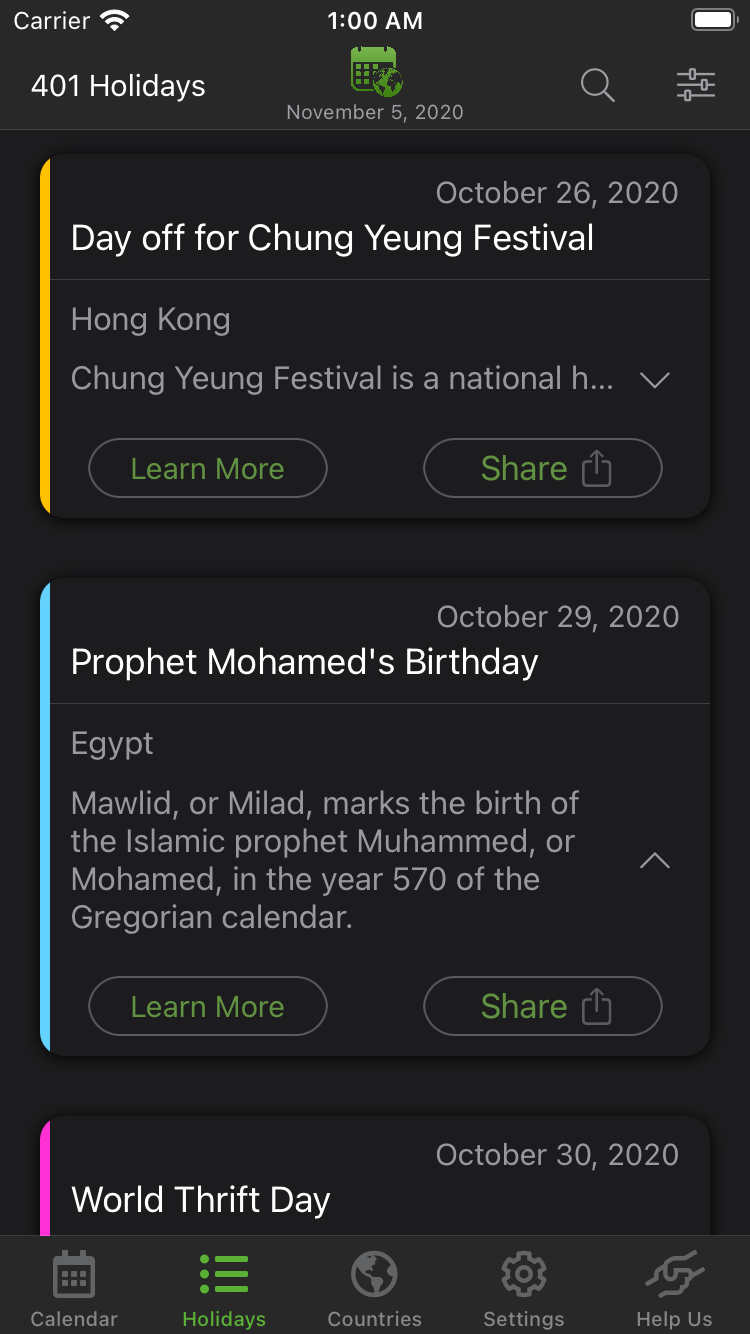 Carrier 1:00 AM
401 Holidays
November 5, 2020
October 26, 2020
Day off for Chung Yeung Festival
Hong Kong
Chung Yeung Festival is a national h...
Learn More Share
October 29, 2020
Prophet Mohamed's Birthday
Egypt
Mawlid, or Milad, marks the birth of
the Islamic prophet Muhammed, or
Mohamed, in the year 570 of the
Gregorian calendar.
Learn More Share
October 30, 2020
World Thrift Day
Calendar Holidays Countries Settings Help Us